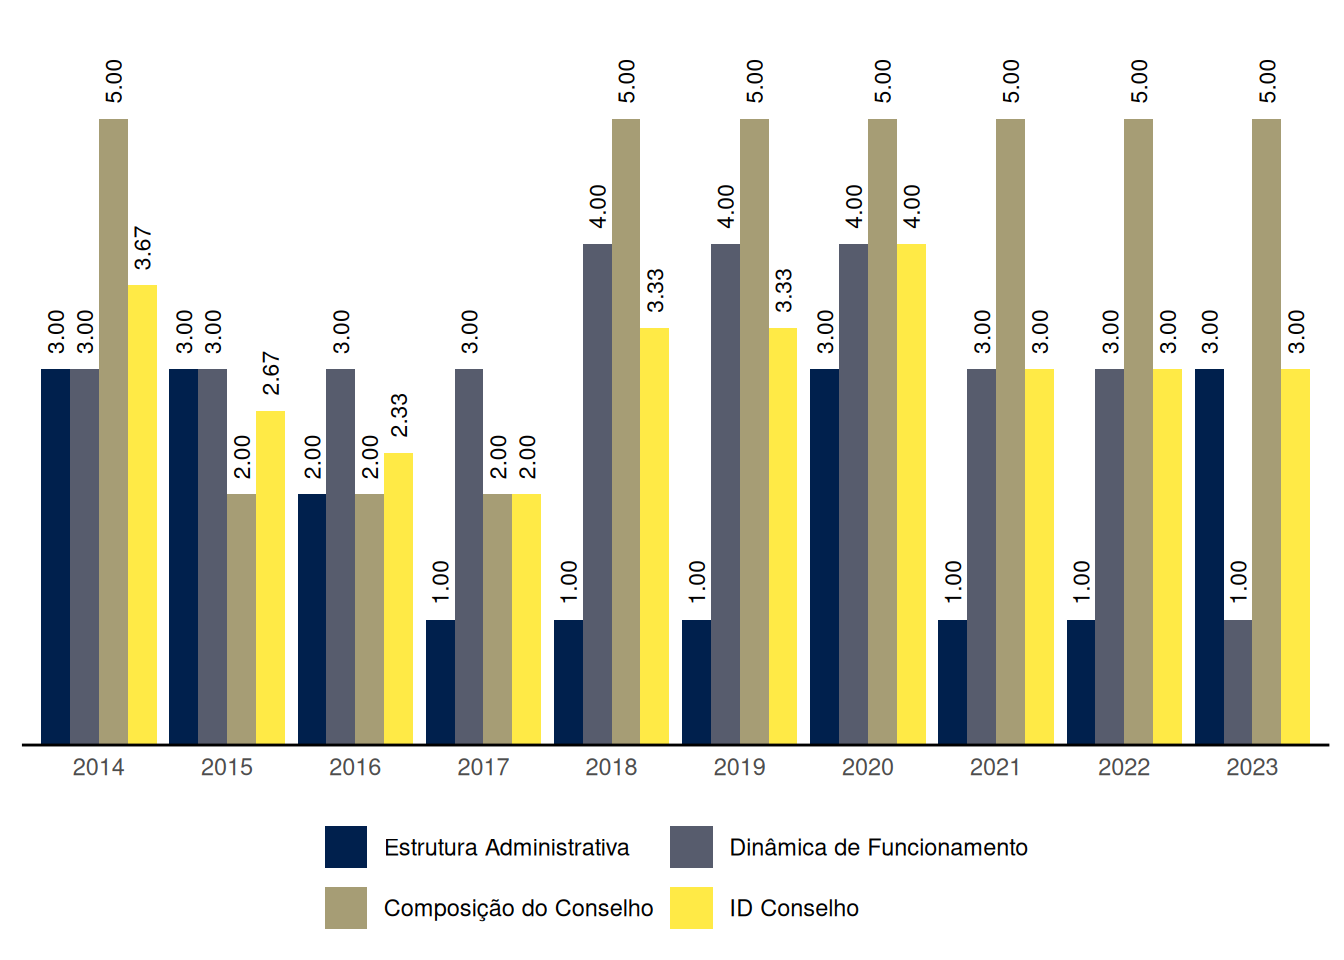 3.00 3.00 5.00 3.67
3.00 3.00 2.00 2.67
2.00 3.00 2.00 2.33
1.00 3.00 2.00 2.00
1.00 4.00 5.00 3.33
1.00 4.00 5.00 3.33
3.00 4.00 5.00 4.00
1.00 3.00 5.00 3.00
1.00 3.00 5.00 3.00
3.00 1.00 5.00 3.00
2014 2015 2016 2017 2018 2019 2020 2021 2022 2023
Estrutura Administrativa Dinâmica de Funcionamento
Composição do Conselho ID Conselho